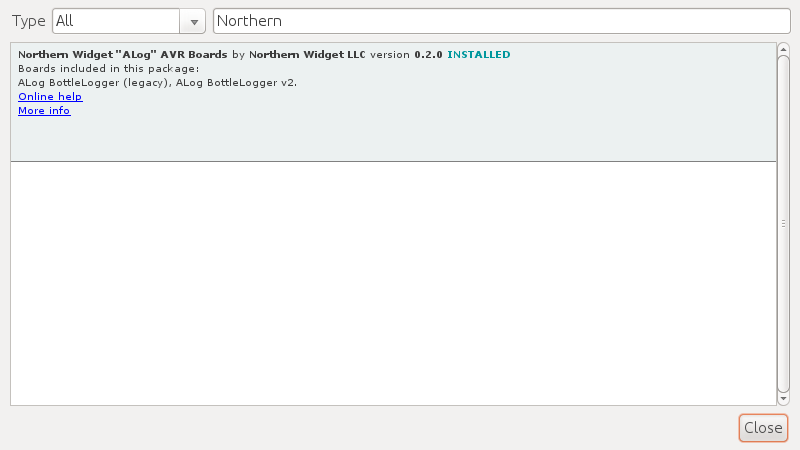 Type All Northern
Northern Widget "ALog" AVR Boards by Northern Widget LLC version 0.2.0 INSTALLED
Boards included in this package:
ALog BottleLogger (legacy), ALog BottleLogger v2.
Online help
More info
Close